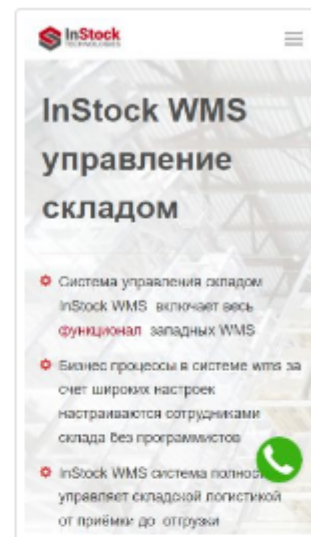 InStock
TECHNOLOGIES
InStock WMS
управление
складом
Система управления складом
InStock WMS включает весь
функционал западных WMS
Бизнес процессы в системе wms за
счет широких настроек
настраиваются сотрудниками
склада без программистов
InStock WMS система
управляет складской логистикой
от приёмки до отгрузки